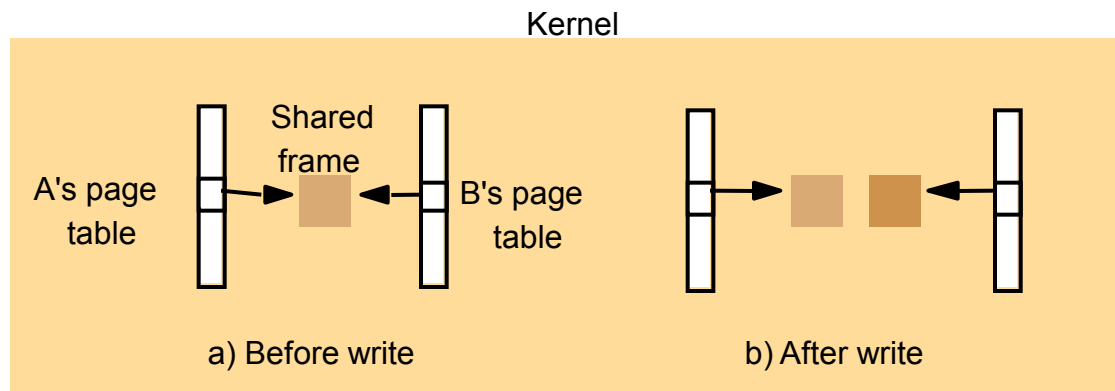 Kernel
Shared
frame
A's page
table
B's page
table
a) Before write
b) After write